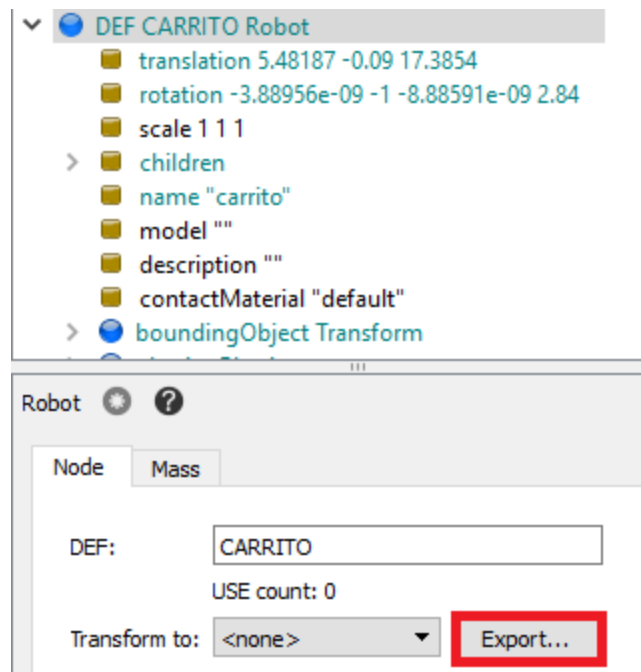 DEF CARRITO Robot
translation 5.48187 -0.09 17.3854
rotation -3.88956e-09 -1 -8.88591e-09 2.84
scale 1 1 1
children
name "carrito"
model ""
description ""
contactMaterial "default"
boundingObject Transform
Robot
Node Mass
DEF: CARRITO
USE count: 0
Transform to: <none> Export...